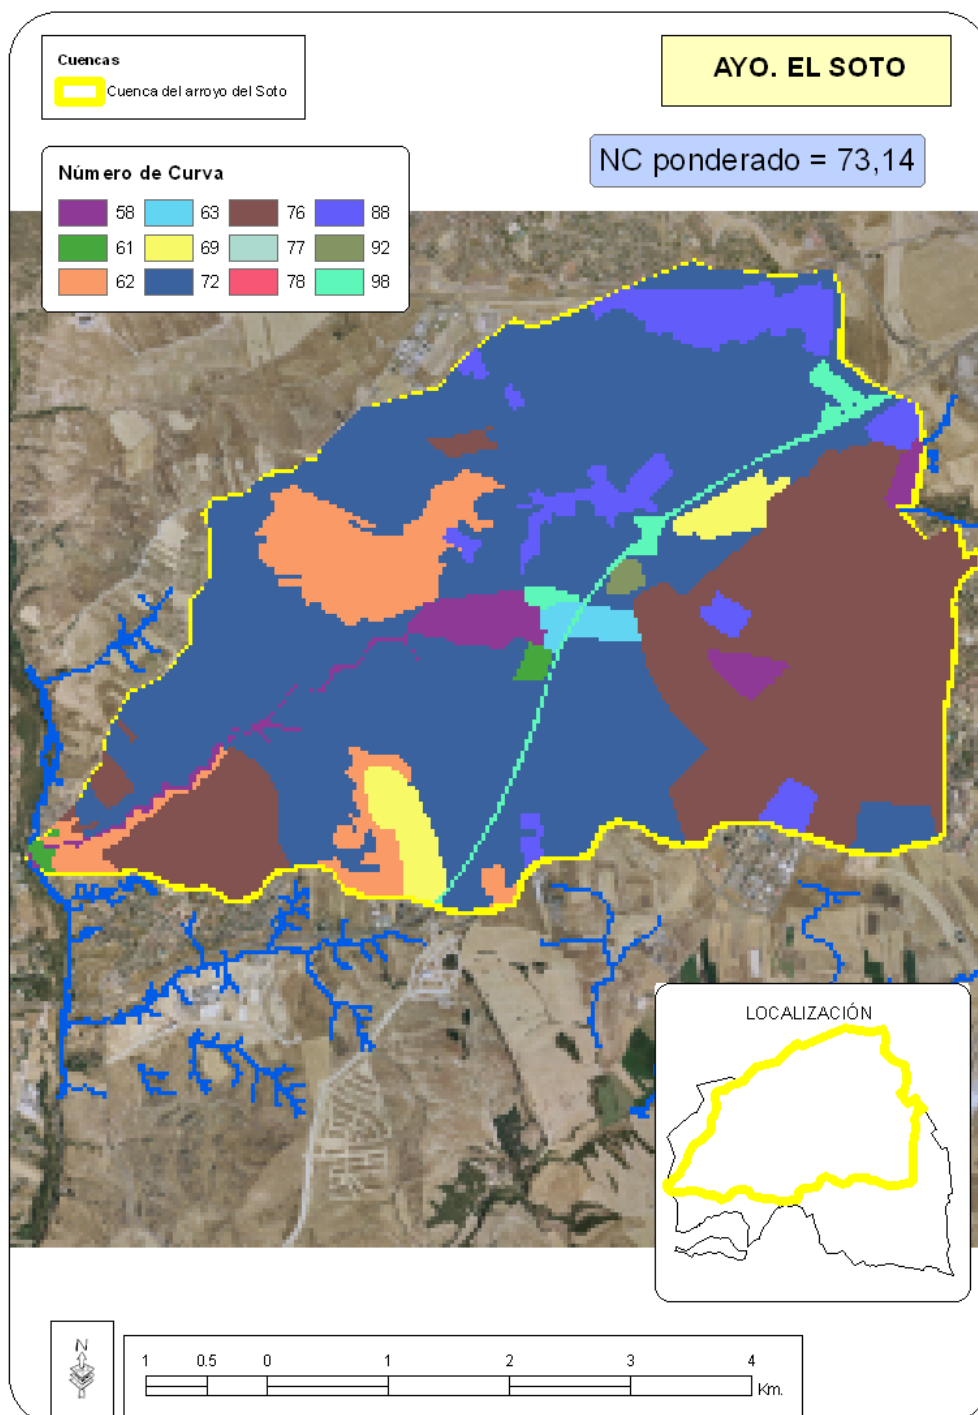 Cuencas
Cuenca del arroyo del Soto
AYO. EL SOTO
NC ponderado = 73,14
Número de Curva
58 63 76 88
61 69 77 92
62 72 78 98
LOCALIZACIÓN
N
1 0.5 0 1 2 3 4
Km.